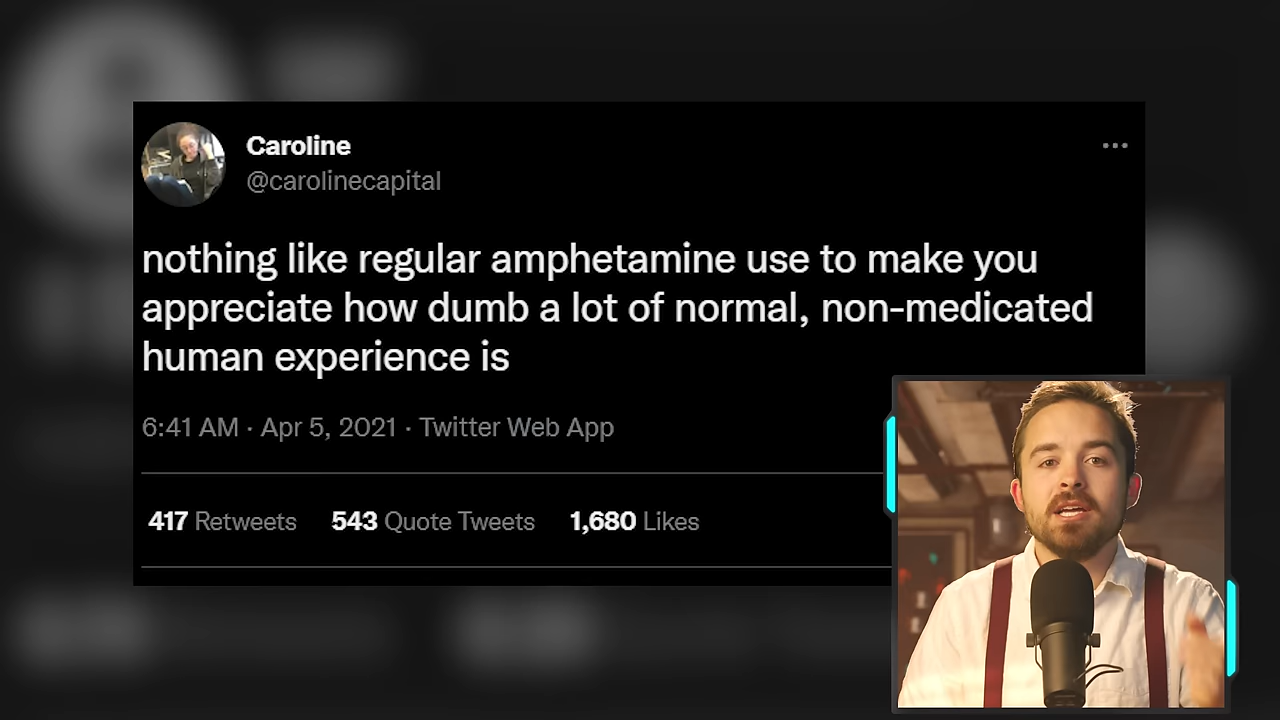 Caroline
@carolinecapital
nothing like regular amphetamine use to make you
appreciate how dumb a lot of normal, non-medicated
human experience is
6:41 AM · Apr 5, 2021 · Twitter Web App
417 Retweets 543 Quote Tweets 1,680 Likes